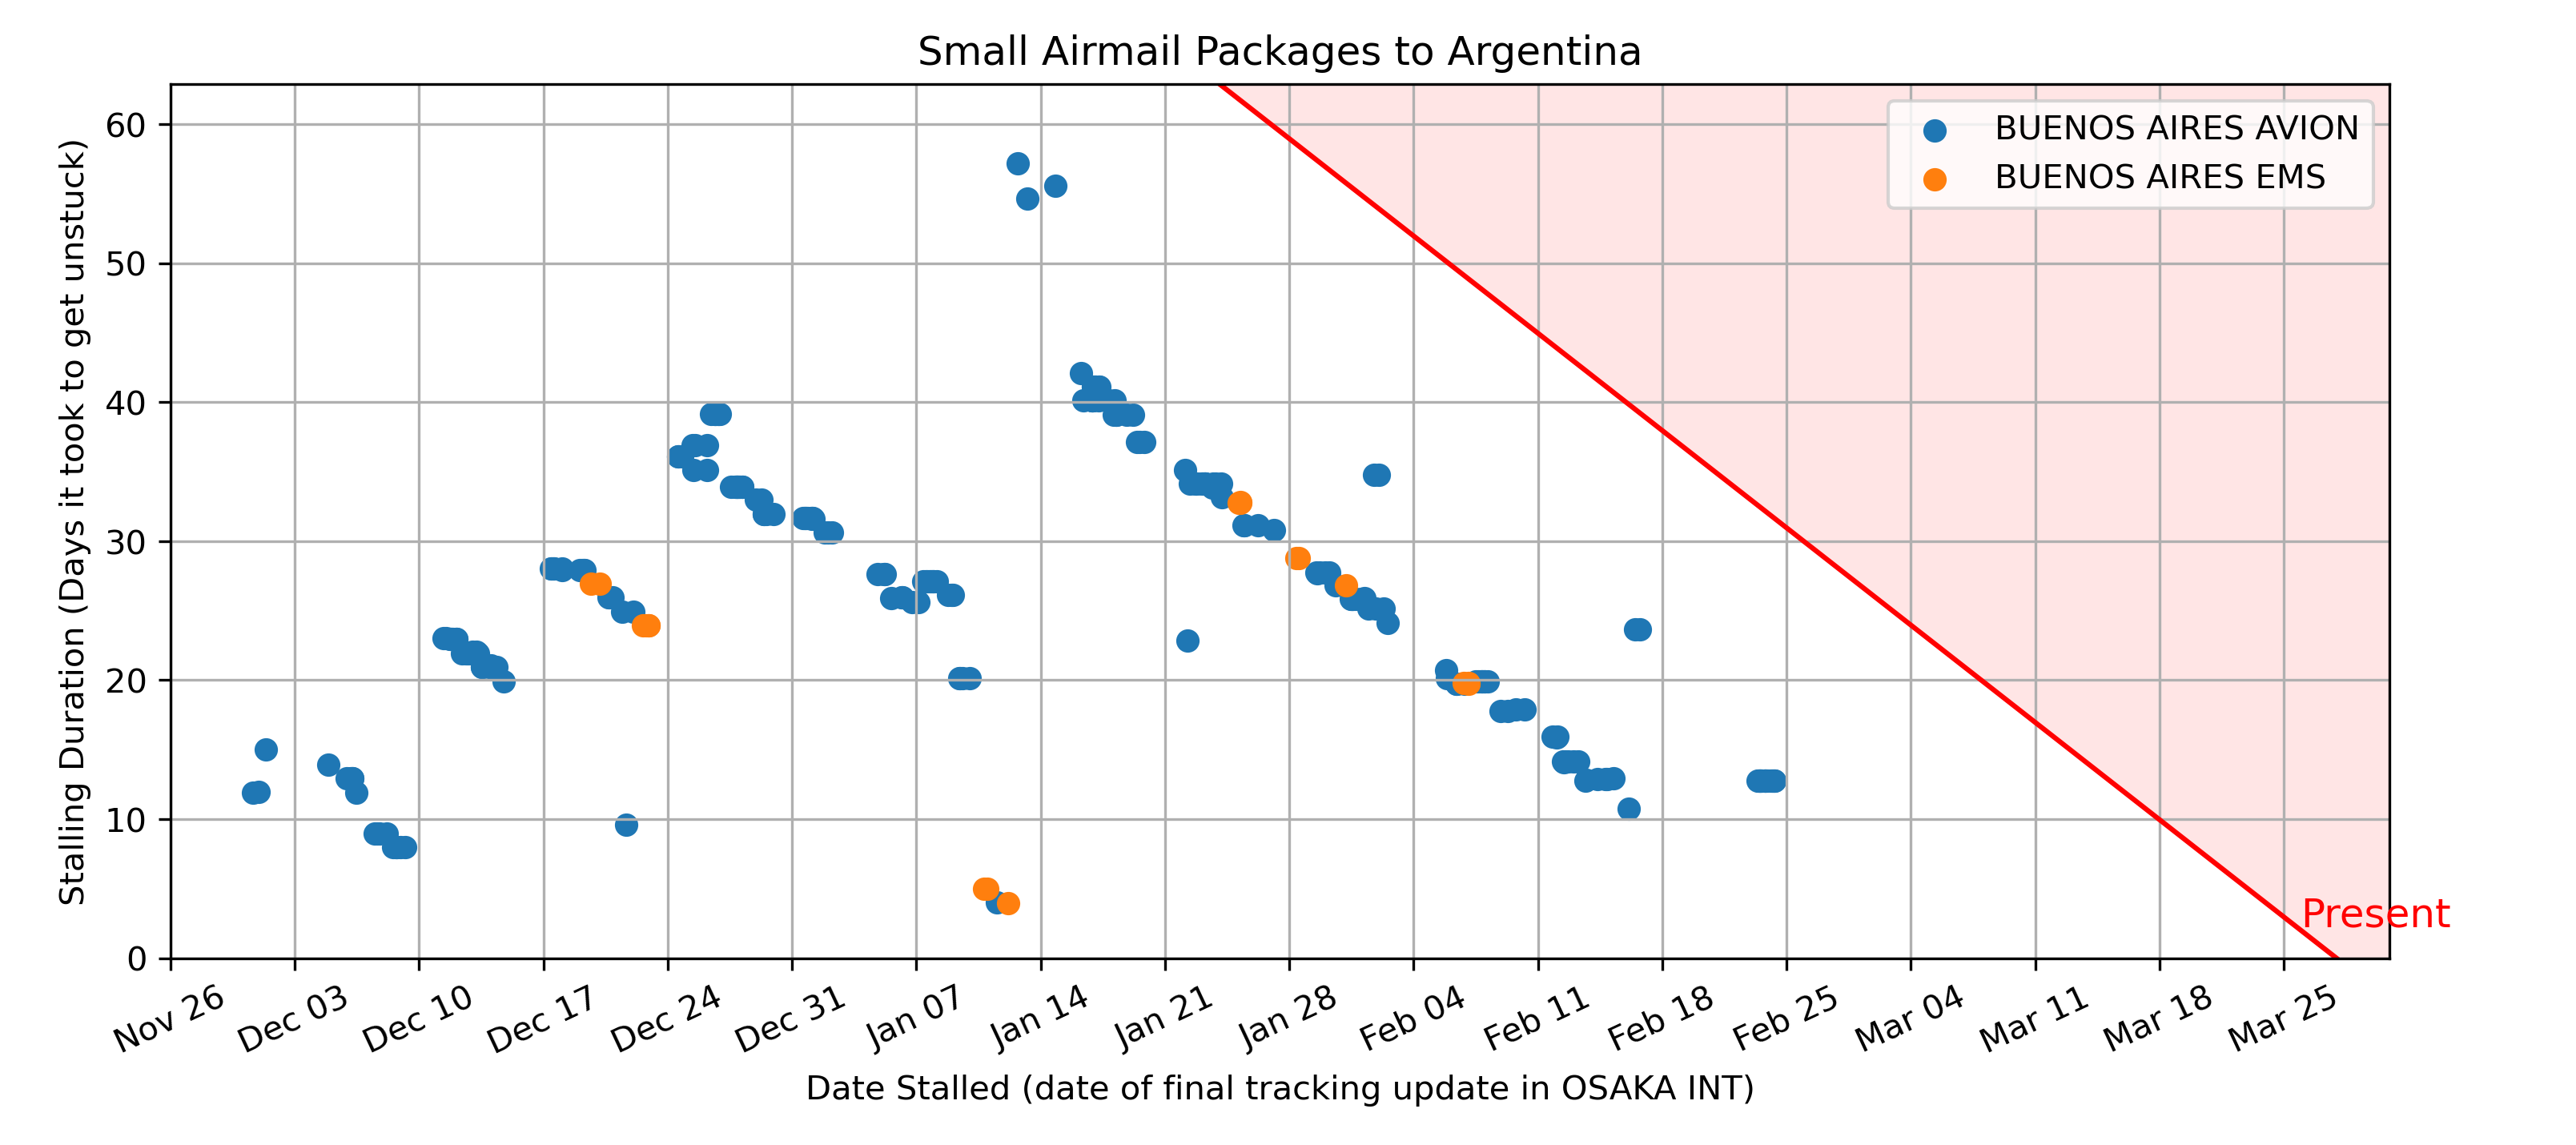 Small Airmail Packages to Argentina
BUENOS AIRES AVION
BUENOS AIRES EMS
Stalling Duration (Days it took to get unstuck)
60
50
40
30
20
10
0
Present
Nov 26
Dec 03
Dec 10
Dec 17
Dec 24
Dec 31
Jan 07
Jan 14
Jan 21
Jan 28
Feb 04
Feb 11
Feb 18
Feb 25
Mar 04
Mar 11
Mar 18
Mar 25
Date Stalled (date of final tracking update in OSAKA INT)